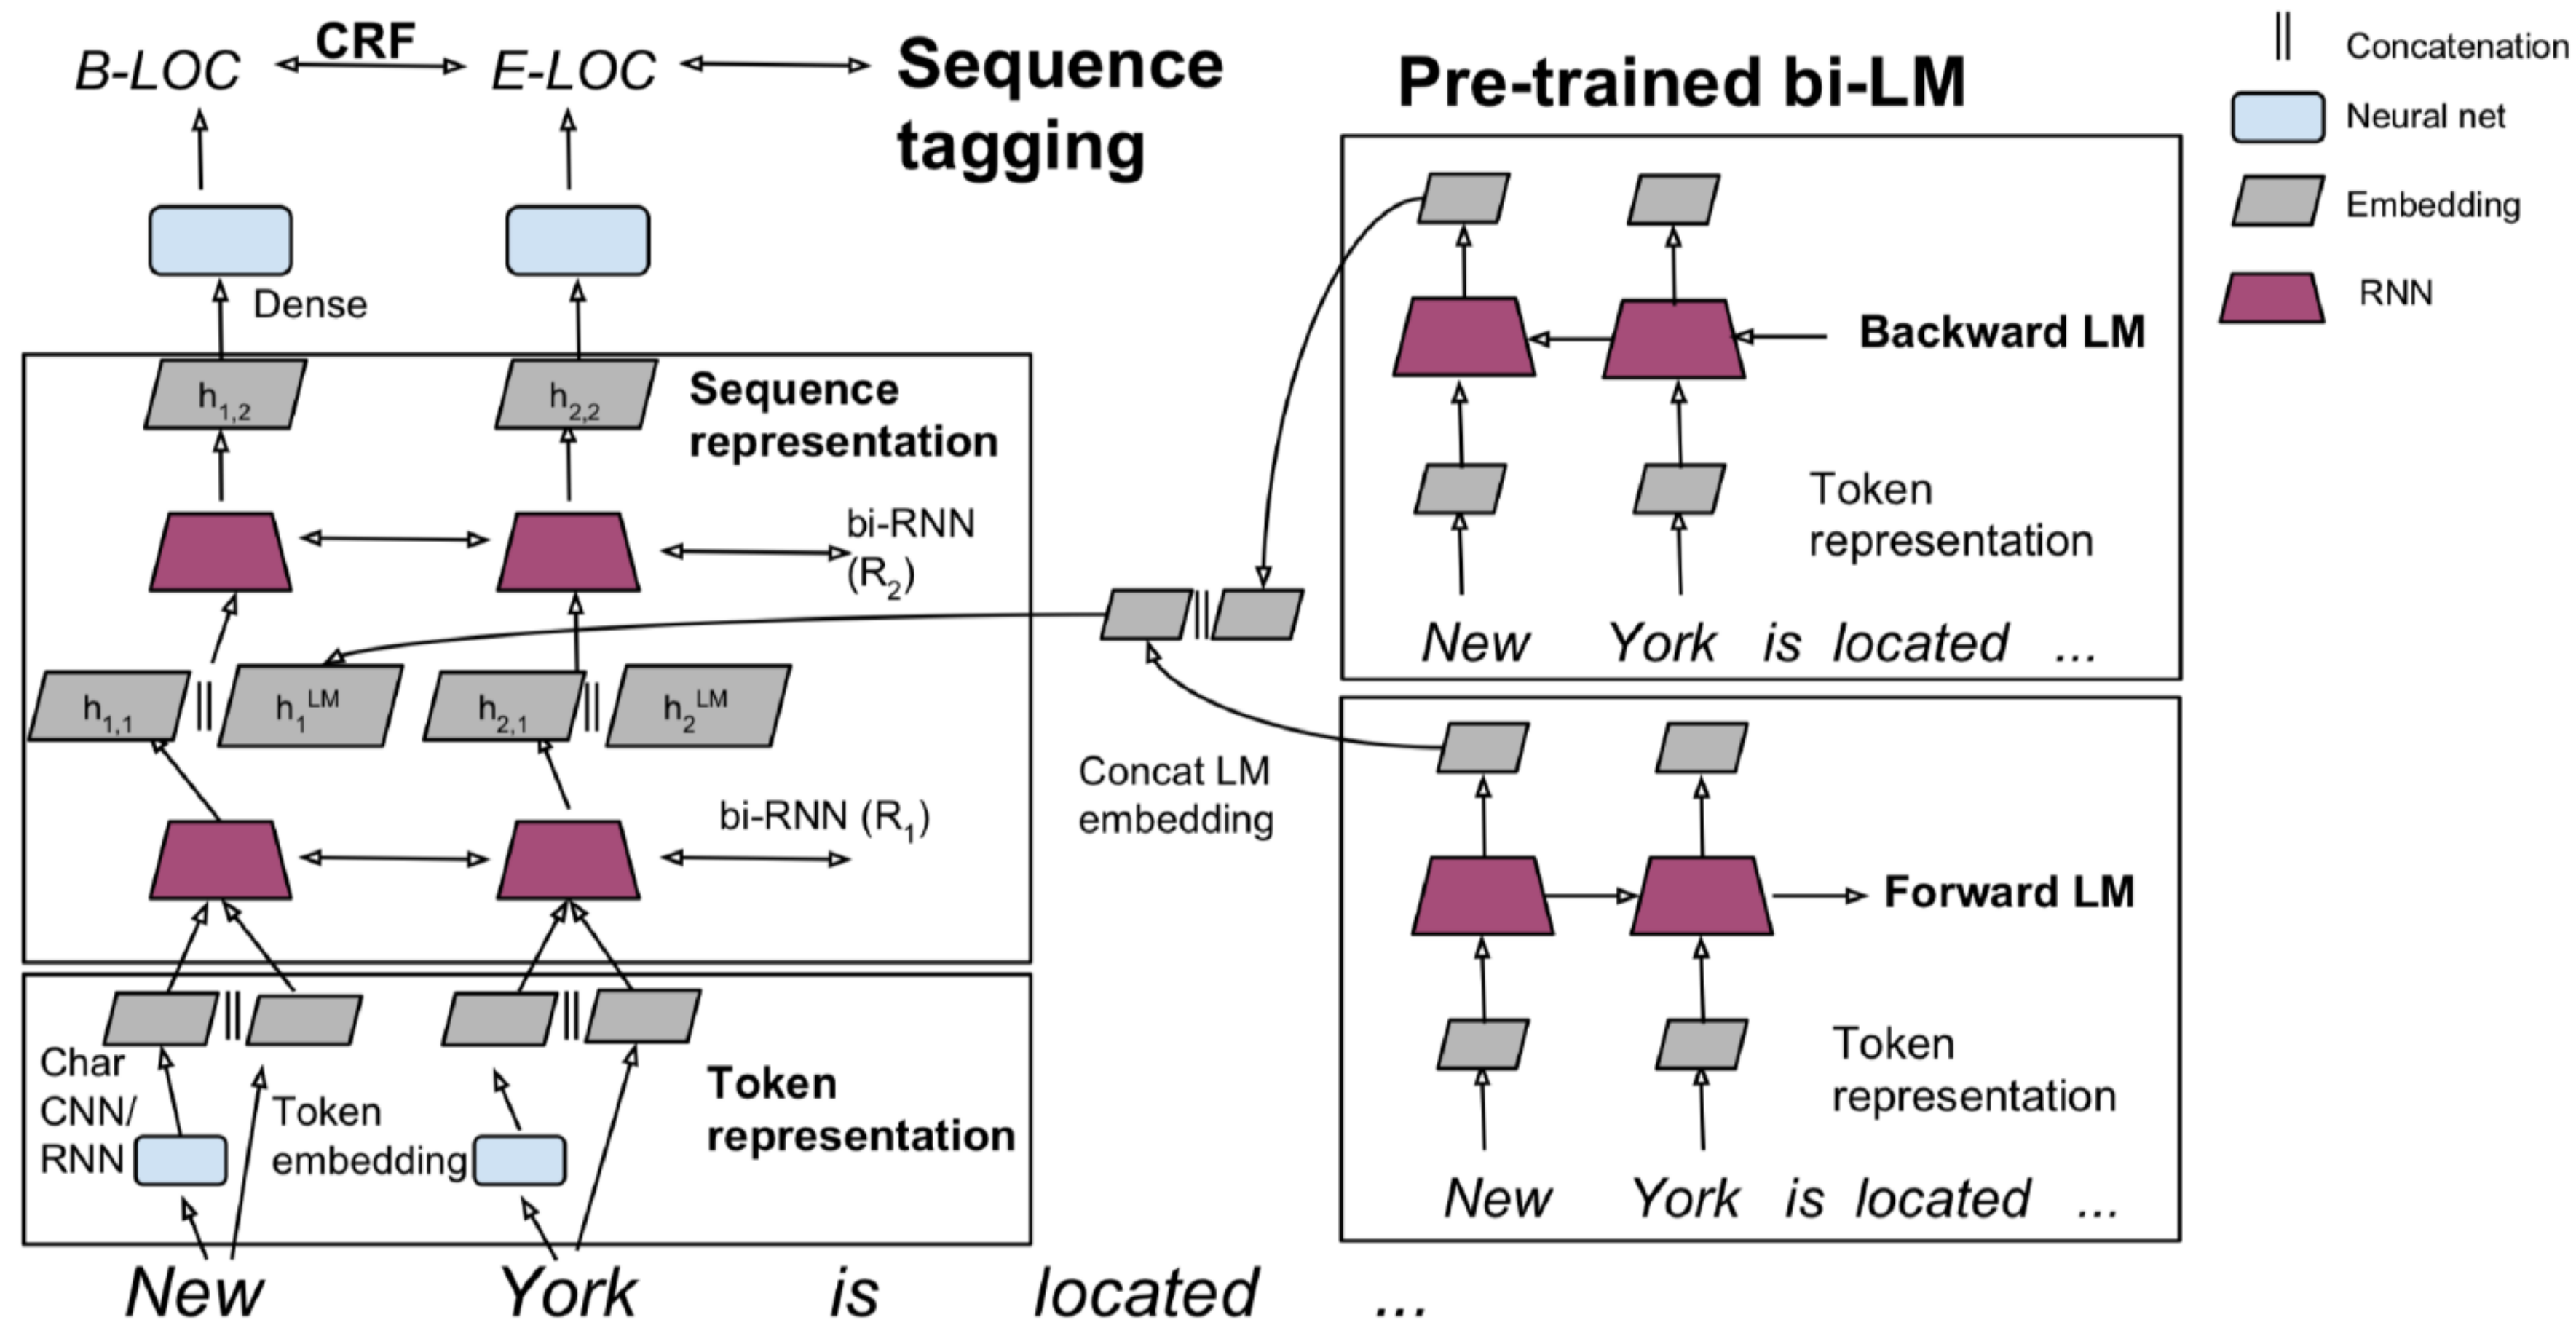 B-LOC CRF E-LOC Sequence
tagging
Dense
h1,2 h2,2 Sequence
representation
bi-RNN
(R2)
h1,1 || h1LM h2,1 || h2LM
bi-RNN (R1)
|| ||
Char
CNN/
RNN
Token
embedding
Token
representation
New York is located ...
||
Concat LM
embedding
Pre-trained bi-LM
Backward LM
Token
representation
New York is located ...
Forward LM
Token
representation
New York is located ...
|| Concatenation
Neural net
Embedding
RNN